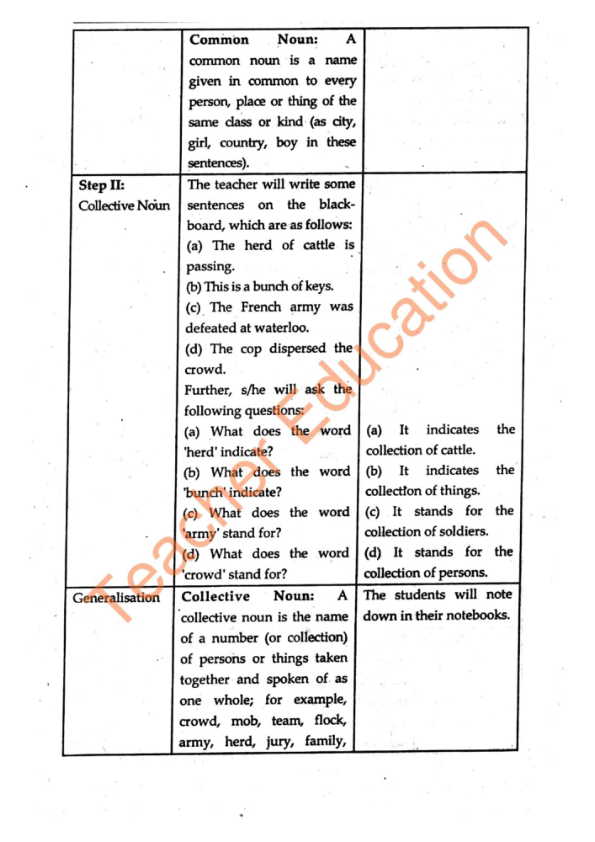 Common Noun: A
common noun is a name
given in common to every
person, place or thing of the
same class or kind (as city,
girl, country, boy in these
sentences).
Step II:
Collective Noun
The teacher will write some
sentences on the black-
board, which are as follows:
(a) The herd of cattle is
passing.
(b) This is a bunch of keys.
(c) The French army was
defeated at waterloo.
(d) The cop dispersed the
crowd.
Further, s/he will ask the
following questions:
(a) What does the word
'herd' indicate?
(b) What does the word
'bunch' indicate?
(c) What does the word
'army' stand for?
(d) What does the word
'crowd' stand for?
(a) It indicates the
collection of cattle.
(b) It indicates the
collection of things.
(c) It stands for the
collection of soldiers.
(d) It stands for the
collection of persons.
Generalisation
Collective Noun: A
collective noun is the name
of a number (or collection)
of persons or things taken
together and spoken of as
one whole; for example,
crowd, mob, team, flock,
army, herd, jury, family,
The students will note
down in their notebooks.
Teacher Education